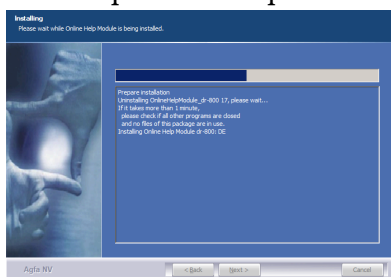 Installing
Please wait while Online Help Module is being installed.
Prepare installation
Uninstalling OnlineHelpModule_dr-800 17, please wait...
If it takes more than 1 minute,
please check if all other programs are closed
and no files of this package are in use.
Installing Online Help Module dr-800: DE
Agfa NV
< Back
Next >
Cancel